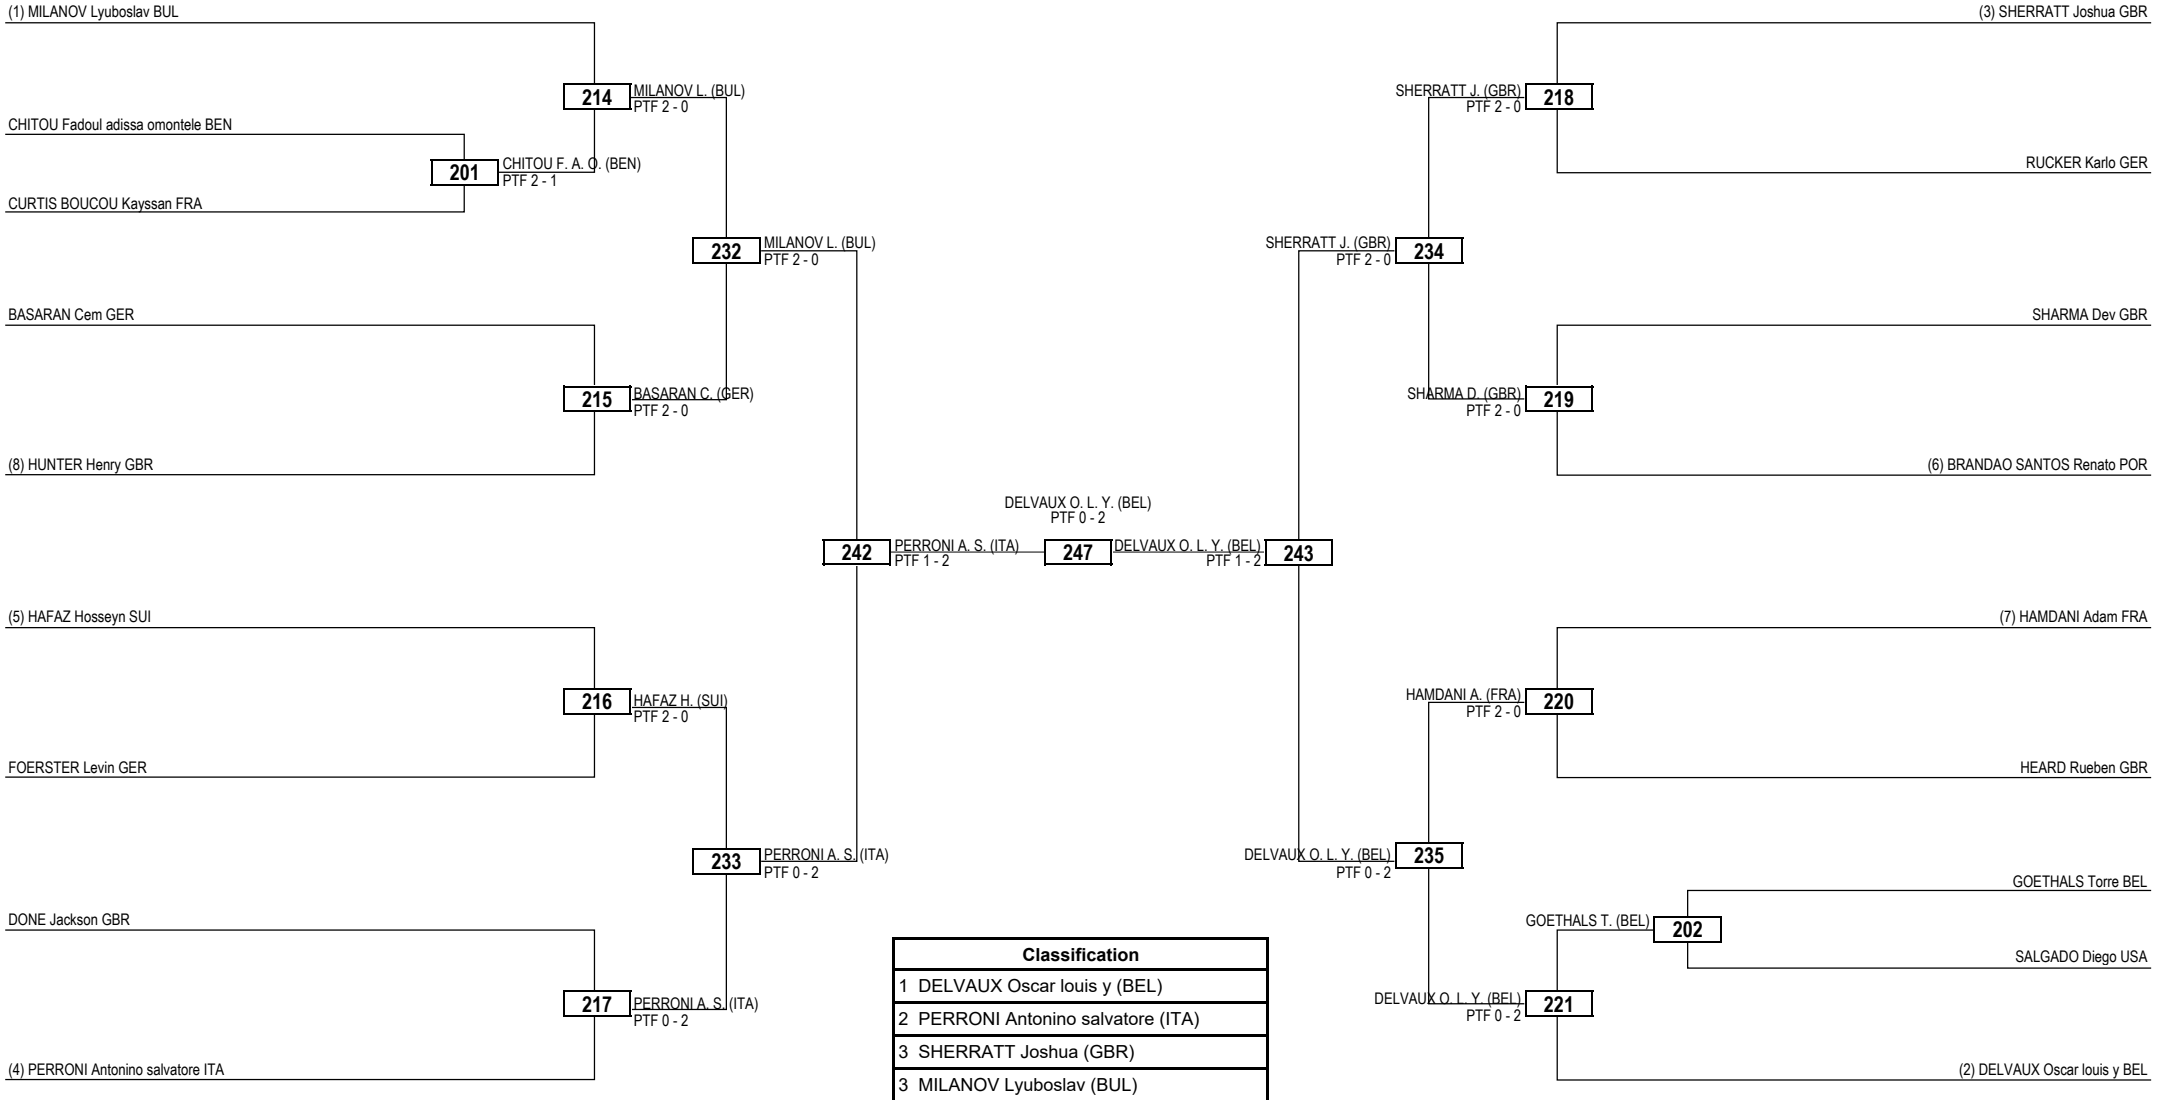 (1) MILANOV Lyuboslav BUL
(3) SHERRATT Joshua GBR
214
MILANOV L. (BUL)
PTF 2 - 0
SHERRATT J. (GBR)
PTF 2 - 0
218
CHITOU Fadoul adissa omontele BEN
201
CHITOU F. A. O. (BEN)
PTF 2 - 1
RUCKER Karlo GER
CURTIS BOUCOU Kayssan FRA
232
MILANOV L. (BUL)
PTF 2 - 0
SHERRATT J. (GBR)
PTF 2 - 0
234
BASARAN Cem GER
SHARMA Dev GBR
215
BASARAN C. (GER)
PTF 2 - 0
SHARMA D. (GBR)
PTF 2 - 0
219
(8) HUNTER Henry GBR
(6) BRANDAO SANTOS Renato POR
DELVAUX O. L. Y. (BEL)
PTF 0 - 2
242
PERRONI A. S. (ITA)
PTF 1 - 2
247
DELVAUX O. L. Y. (BEL)
PTF 1 - 2
243
(5) HAFAZ Hosseyn SUI
(7) HAMDANI Adam FRA
216
HAFAZ H. (SUI)
PTF 2 - 0
HAMDANI A. (FRA)
PTF 2 - 0
220
FOERSTER Levin GER
HEARD Rueben GBR
233
PERRONI A. S. (ITA)
PTF 0 - 2
DELVAUX O. L. Y. (BEL)
PTF 0 - 2
235
GOETHALS Torre BEL
DONE Jackson GBR
GOETHALS T. (BEL)
202
SALGADO Diego USA
217
PERRONI A. S. (ITA)
PTF 0 - 2
DELVAUX O. L. Y. (BEL)
PTF 0 - 2
221
(4) PERRONI Antonino salvatore ITA
(2) DELVAUX Oscar louis y BEL
Classification
1 DELVAUX Oscar louis y (BEL)
2 PERRONI Antonino salvatore (ITA)
3 SHERRATT Joshua (GBR)
3 MILANOV Lyuboslav (BUL)